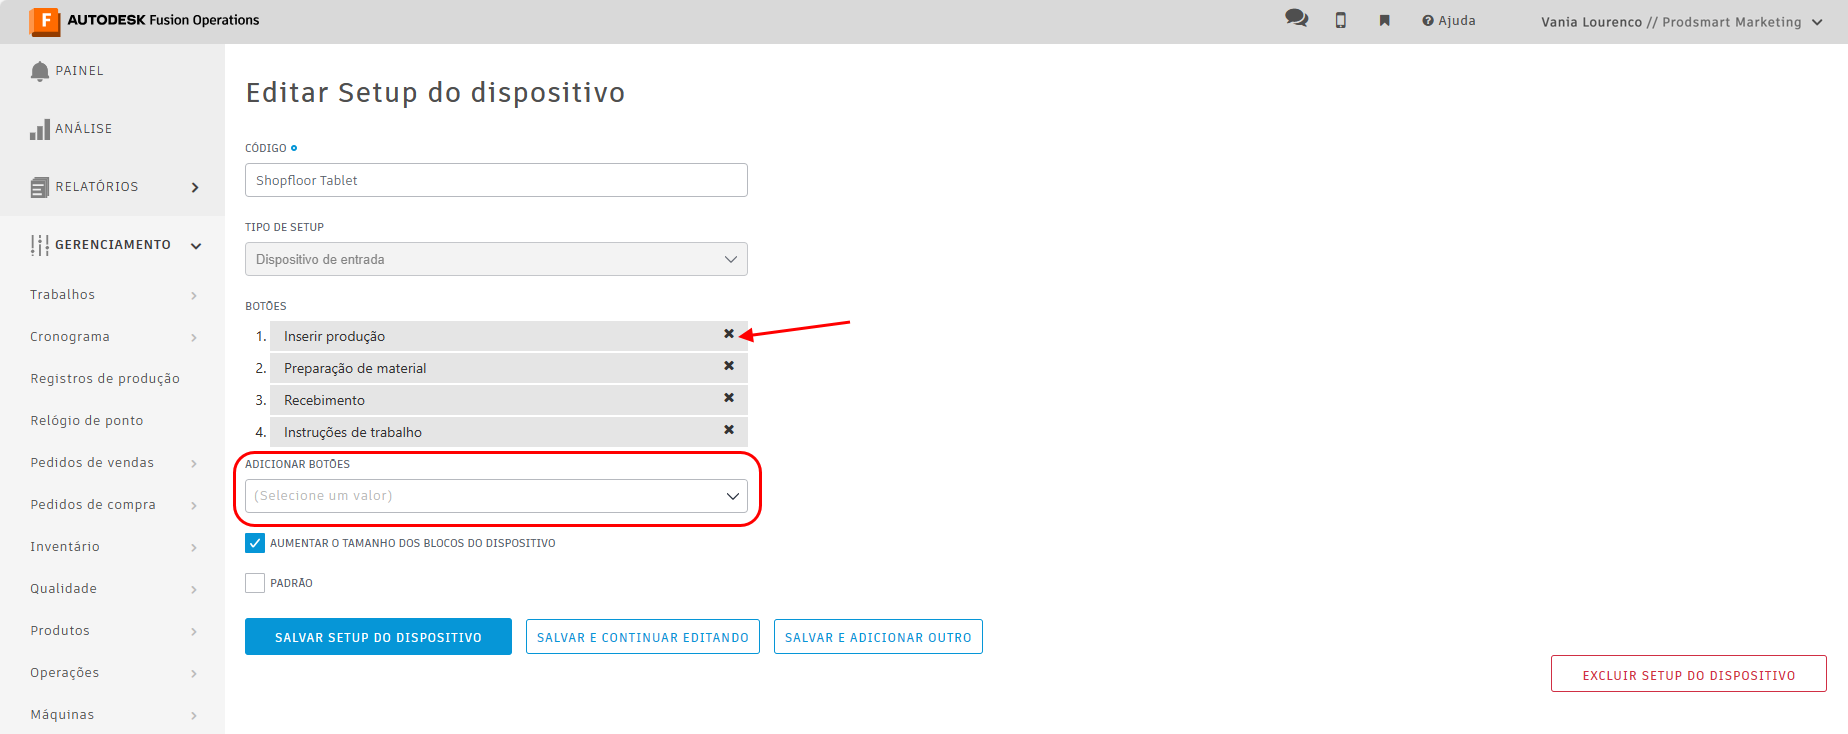 F AUTODESK Fusion Operations
Ajuda
Vania Lourenco // Prodsmart Marketing
PAINEL
ANÁLISE
RELATÓRIOS
GERENCIAMENTO
Trabalhos
Cronograma
Registros de produção
Relógio de ponto
Pedidos de vendas
Pedidos de compra
Inventário
Qualidade
Produtos
Operações
Máquinas
Editar Setup do dispositivo
CÓDIGO
Shopfloor Tablet
TIPO DE SETUP
Dispositivo de entrada
BOTÕES
1. Inserir produção
2. Preparação de material
3. Recebimento
4. Instruções de trabalho
ADICIONAR BOTÕES
(Selecione um valor)
AUMENTAR O TAMANHO DOS BLOCOS DO DISPOSITIVO
PADRÃO
SALVAR SETUP DO DISPOSITIVO
SALVAR E CONTINUAR EDITANDO
SALVAR E ADICIONAR OUTRO
EXCLUIR SETUP DO DISPOSITIVO